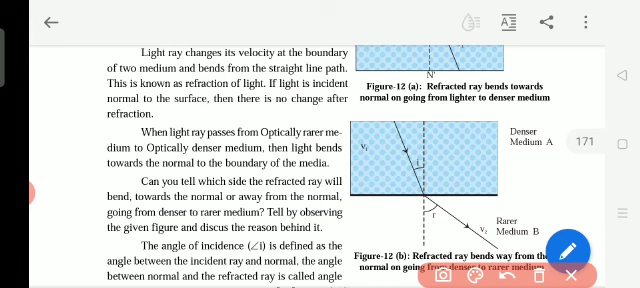 Light ray changes its velocity at the boundary
of two medium and bends from the straight line path.
This is known as refraction of light. If light is incident
normal to the surface, then there is no change after
refraction.
When light ray passes from Optically rarer me-
dium to Optically denser medium, then light bends
towards the normal to the boundary of the media.
Can you tell which side the refracted ray will
bend, towards the normal or away from the normal,
going from denser to rarer medium? Tell by observing
the given figure and discus the reason behind it.
The angle of incidence (∠i) is defined as the
angle between the incident ray and normal, the angle
between normal and the refracted ray is called angle
N'
Figure-12 (a): Refracted ray bends towards
normal on going from lighter to denser medium
v₁
i
Denser
Medium A
171
r
v₂
Rarer
Medium B
Figure-12 (b): Refracted ray bends way from the
normal on going from denser to rarer medium